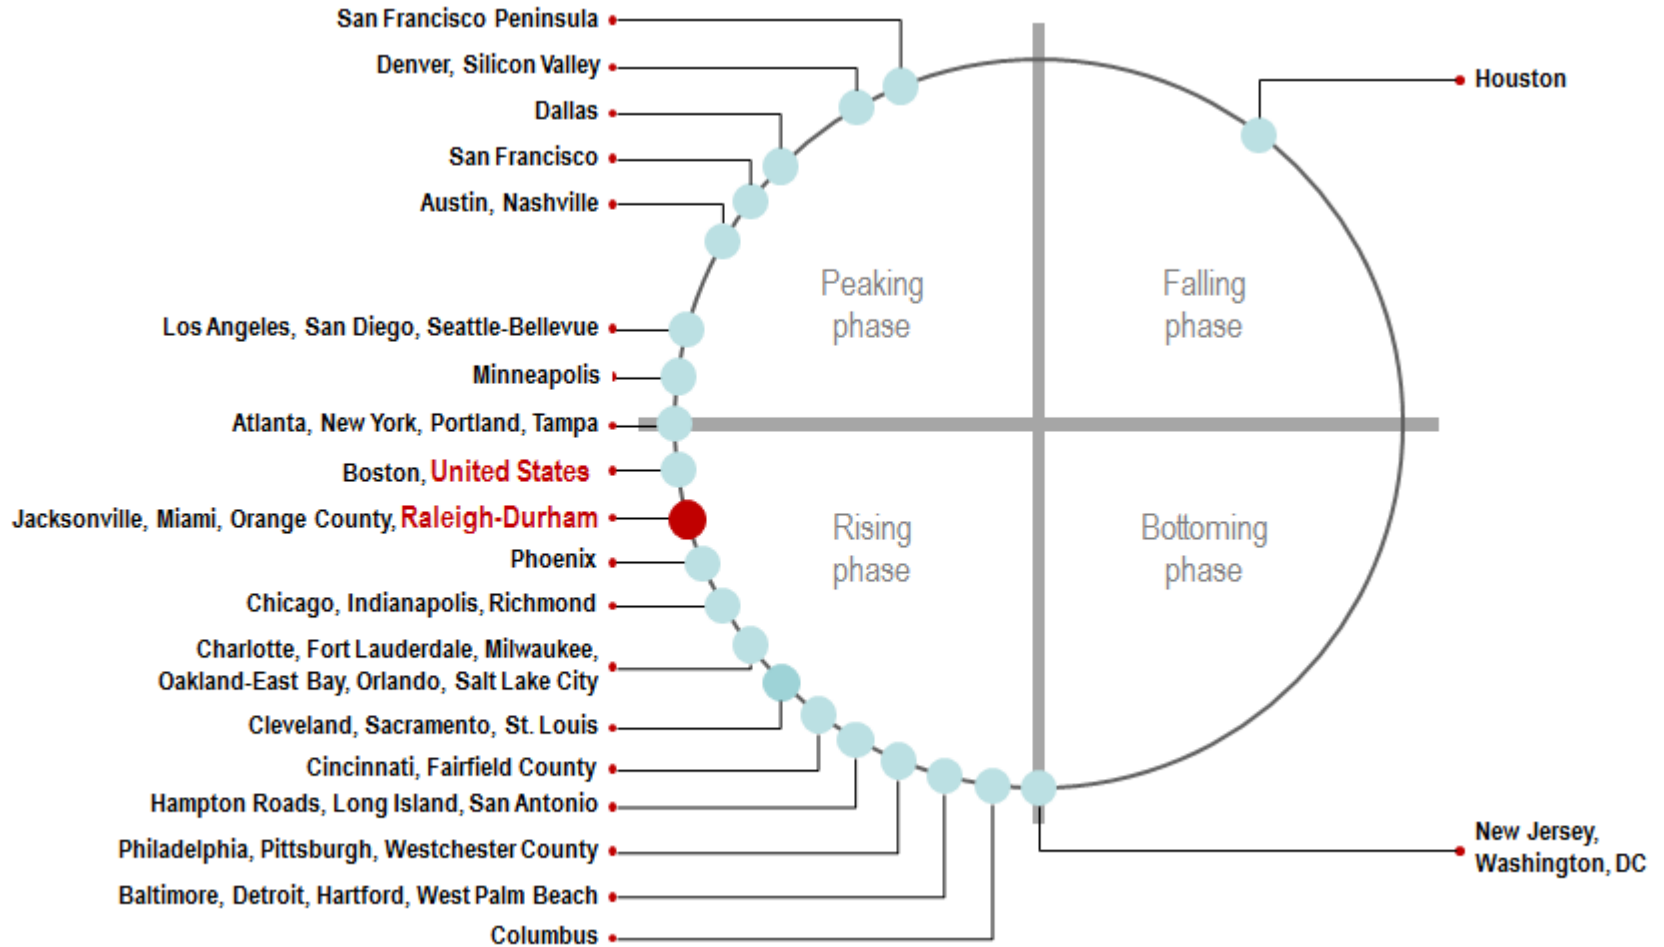 San Francisco Peninsula
Denver, Silicon Valley
Dallas
San Francisco
Austin, Nashville
Los Angeles, San Diego, Seattle-Bellevue
Minneapolis
Atlanta, New York, Portland, Tampa
Boston, United States
Jacksonville, Miami, Orange County, Raleigh-Durham
Phoenix
Chicago, Indianapolis, Richmond
Charlotte, Fort Lauderdale, Milwaukee,
Oakland-East Bay, Orlando, Salt Lake City
Cleveland, Sacramento, St. Louis
Cincinnati, Fairfield County
Hampton Roads, Long Island, San Antonio
Philadelphia, Pittsburgh, Westchester County
Baltimore, Detroit, Hartford, West Palm Beach
Columbus
Peaking
phase
Falling
phase
Rising
phase
Bottoming
phase
Houston
New Jersey,
Washington, DC